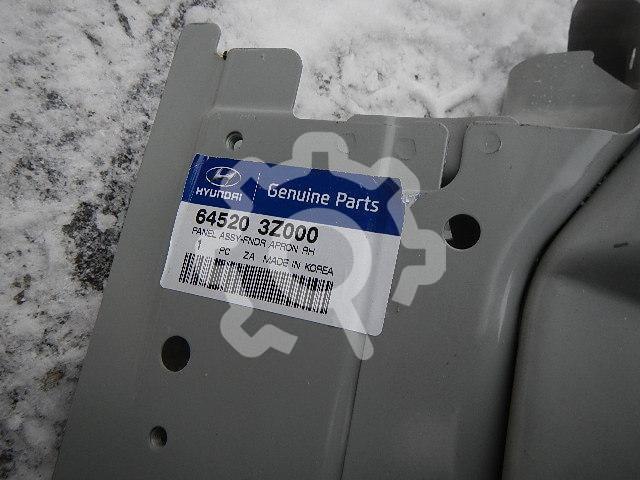 HYUNDAI
Genuine Parts
64520 3Z000
PANEL ASSY-FNDR APRON RH
1 PC ZA MADE IN KOREA